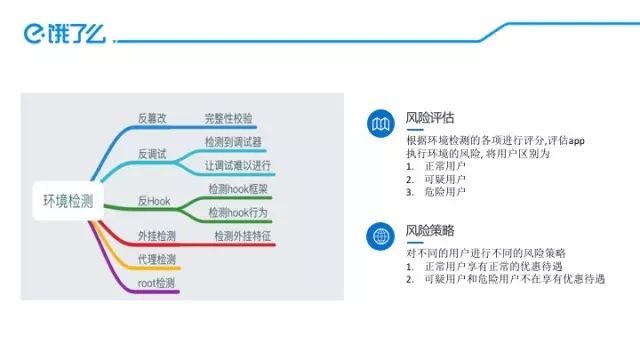 饿了么
反篡改 完整性校验
反调试
检测到调试器
让调试难以进行
环境检测
反Hook
检测hook框架
检测hook行为
外挂检测 检测外挂特征
代理检测
root检测
风险评估
根据环境检测的各项进行评分,评估app
执行环境的风险, 将用户区别为
1. 正常用户
2. 可疑用户
3. 危险用户
风险策略
对不同的用户进行不同的风险策略
1. 正常用户享有正常的优惠待遇
2. 可疑用户和危险用户不在享有优惠待遇